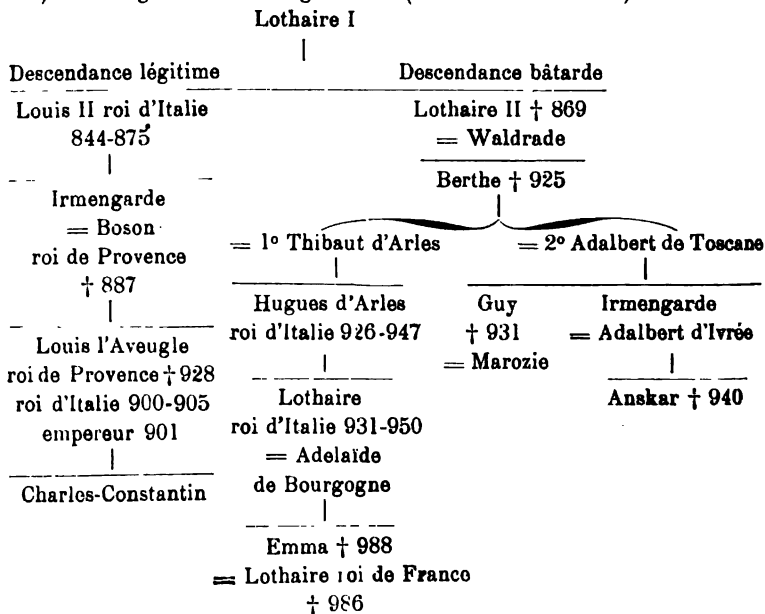 Lothaire I
Descendance légitime
Descendance bâtarde
Louis II roi d'Italie
844-875
Irmengarde
= Boson
roi de Provence
† 887
Louis l'Aveugle
roi de Provence † 928
roi d'Italie 900-905
empereur 901
Charles-Constantin
Lothaire II † 869
= Waldrade
Berthe † 925
= 1º Thibaut d'Arles
= 2º Adalbert de Toscane
Hugues d'Arles
roi d'Italie 926-947
Lothaire
roi d'Italie 931-950
= Adelaïde
de Bourgogne
Emma † 988
= Lothaire roi de France
† 986
Guy
† 931
= Marozie
Irmengarde
= Adalbert d'Ivrée
Anskar † 940